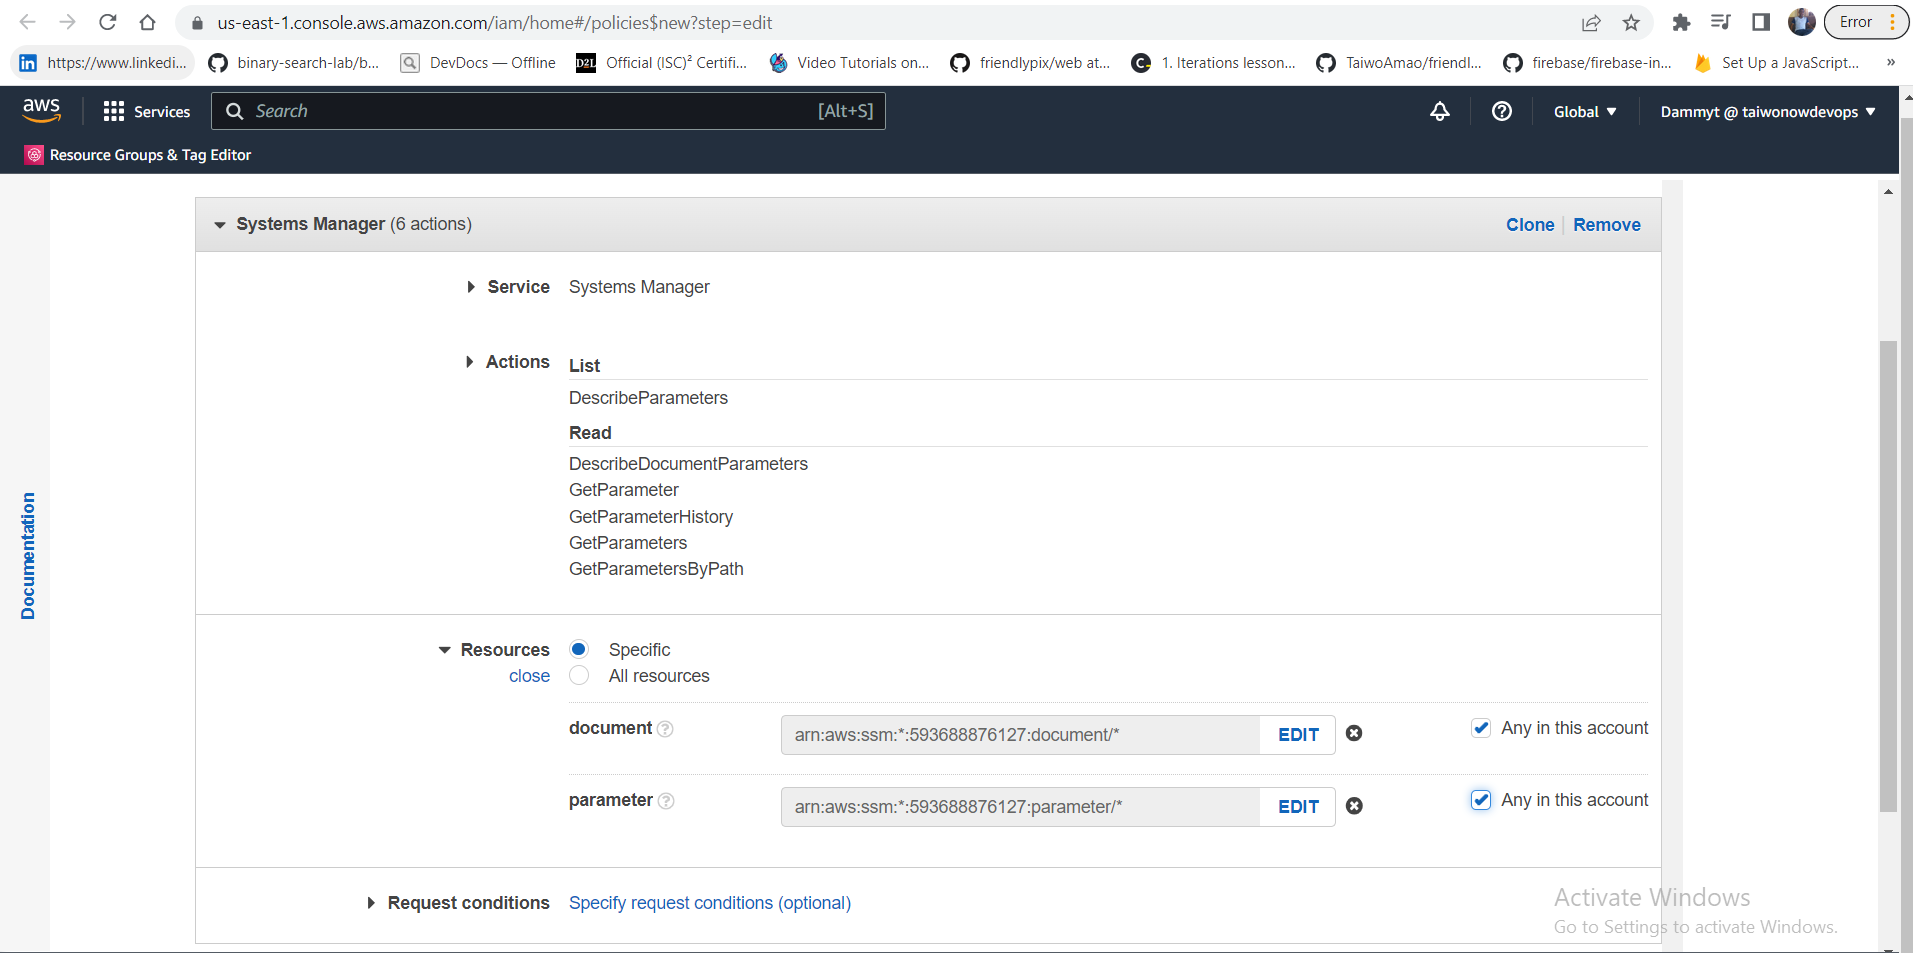 us-east-1.console.aws.amazon.com/iam/home#/policies$new?step=edit
Error
in https://www.linkedi...
binary-search-lab/b...
DevDocs — Offline
D2L Official (ISC)² Certifi...
Video Tutorials on...
friendlypix/web at...
C 1. Iterations lesson...
TaiwoAmao/friendl...
firebase/firebase-in...
Set Up a JavaScript...
»
aws
Services
Search [Alt+S]
Global
Dammyt @ taiwonowdevops
Resource Groups & Tag Editor
Documentation
Systems Manager (6 actions)
Clone
Remove
Service Systems Manager
Actions List
DescribeParameters
Read
DescribeDocumentParameters
GetParameter
GetParameterHistory
GetParameters
GetParametersByPath
Resources Specific
close All resources
document ? arn:aws:ssm:*:593688876127:document/* EDIT Any in this account
parameter ? arn:aws:ssm:*:593688876127:parameter/* EDIT Any in this account
Request conditions Specify request conditions (optional)
Activate Windows
Go to Settings to activate Windows.